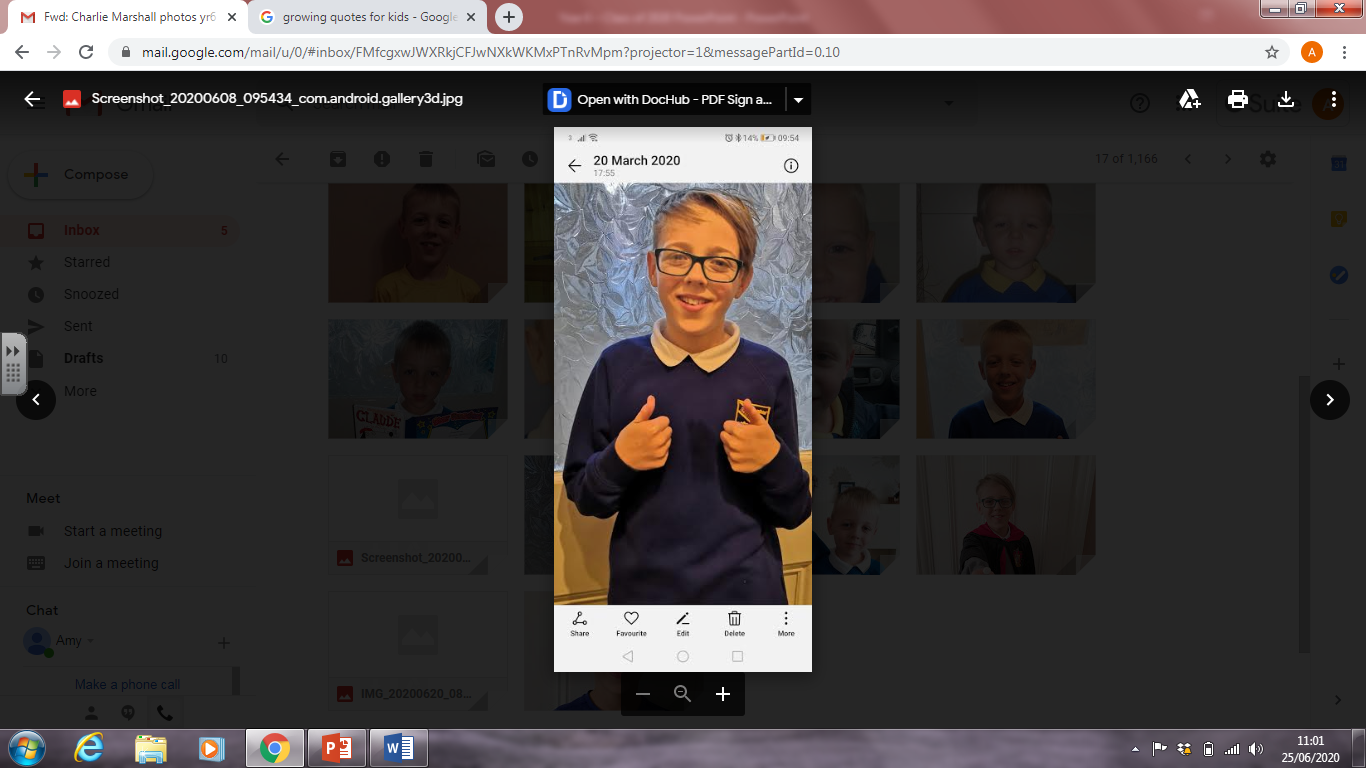 Fwd: Charlie Marshall photos yr6
growing quotes for kids - Google
mail.google.com/mail/u/0/#inbox/FMfcgxwJWXRkjCFJwNXkWKMxPTnRvMpm?projector=1&messagePartId=0.10
A
Screenshot_20200608_095434_com.android.gallery3d.jpg
Open with DocHub - PDF Sign a...
14% 09:54
20 March 2020
17:55
Compose
17 of 1,166
Inbox 5
Starred
Snoozed
Sent
Drafts 10
More
Meet
Start a meeting
Join a meeting
Chat
Amy
Make a phone call
Screenshot_20200...
IMG_20200620_08...
Share Favourite Edit Delete More
11:01
25/06/2020